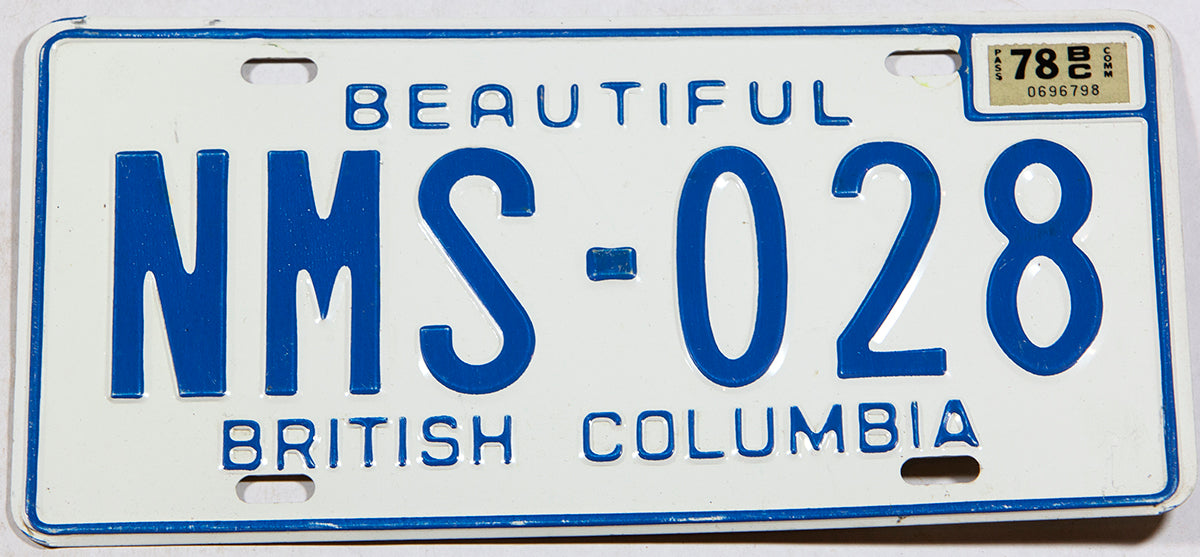 BEAUTIFUL
PASS 78 BC COMM
0696798
NMS-028
BRITISH COLUMBIA